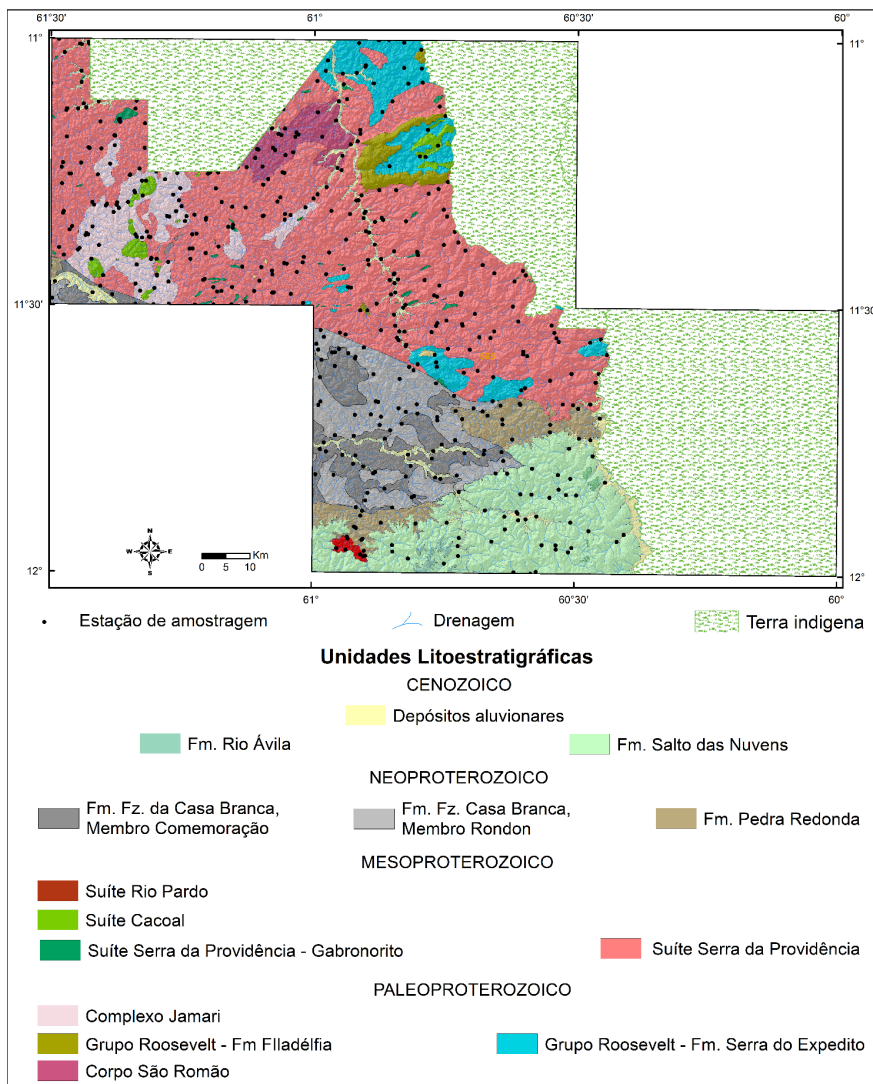 61°30' 61° 60°30' 60°
11° 11°
11°30' 11°30'
N
W E
S
Km
0 5 10
12° 12°
61° 60°30' 60°
Estação de amostragem Drenagem Terra indigena
Unidades Litoestratigráficas
CENOZOICO
Depósitos aluvionares
Fm. Rio Ávila Fm. Salto das Nuvens
NEOPROTEROZOICO
Fm. Fz. da Casa Branca, Fm. Fz. Casa Branca, Fm. Pedra Redonda
Membro Comemoração Membro Rondon
MESOPROTEROZOICO
Suíte Rio Pardo
Suíte Cacoal
Suíte Serra da Providência - Gabronorito Suíte Serra da Providência
PALEOPROTEROZOICO
Complexo Jamari
Grupo Roosevelt - Fm FIladélfia Grupo Roosevelt - Fm. Serra do Expedito
Corpo São Romão